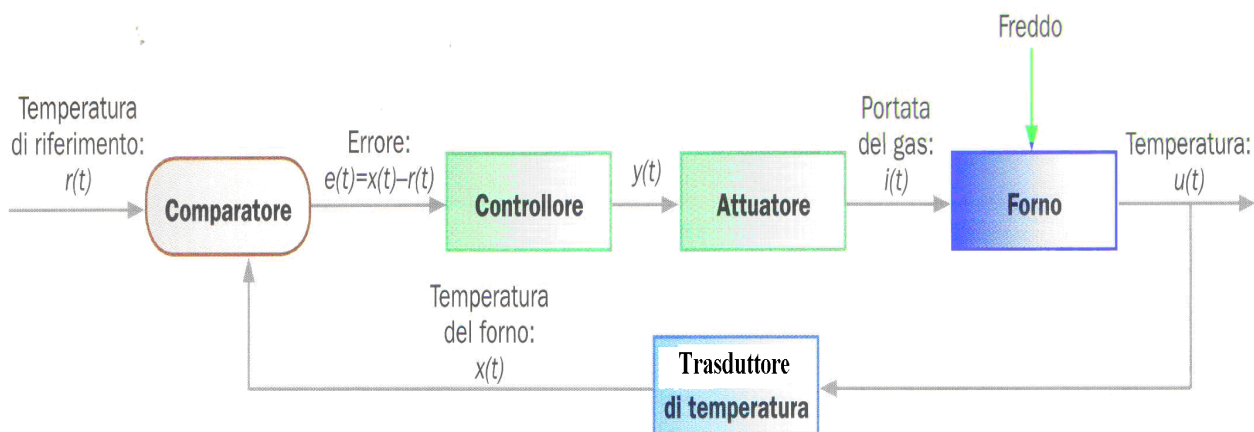 Freddo
Temperatura
di riferimento:
r(t)
Comparatore
Errore:
e(t)=x(t)–r(t)
Controllore
y(t)
Attuatore
Portata
del gas:
i(t)
Forno
Temperatura:
u(t)
Temperatura
del forno:
x(t)
Trasduttore
di temperatura